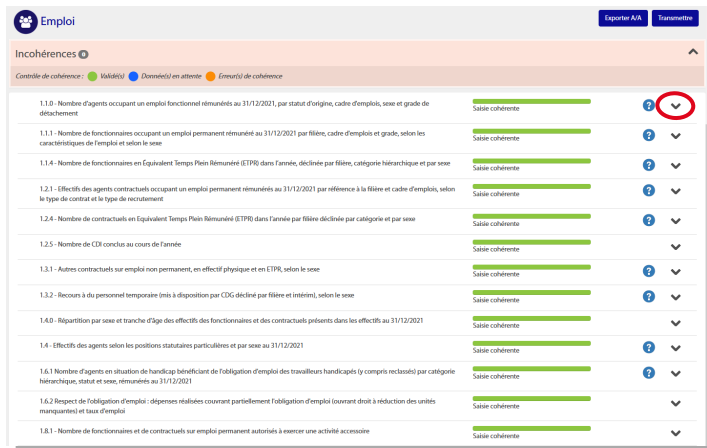 Emploi
Exporter A/A
Transmettre
Incohérences 0
Contrôle de cohérence : Validé(s) Donnée(s) en attente Erreur(s) de cohérence
1.1.0 - Nombre d'agents occupant un emploi fonctionnel rémunérés au 31/12/2021, par statut d'origine, cadre d'emplois, sexe et grade de
détachement
Saisie cohérente
?
1.1.1 - Nombre de fonctionnaires occupant un emploi permanent rémunéré au 31/12/2021 par filière, cadre d'emplois et grade, selon les
caractéristiques de l'emploi et selon le sexe
Saisie cohérente
?
1.1.4 - Nombre de fonctionnaires en Équivalent Temps Plein Rémunéré (ETPR) dans l'année, déclinée par filière, catégorie hiérarchique et par sexe
Saisie cohérente
?
1.2.1 - Effectifs des agents contractuels occupant un emploi permanent rémunérés au 31/12/2021 par référence à la filière et cadre d'emplois, selon
le type de contrat et le type de recrutement
Saisie cohérente
?
1.2.4 - Nombre de contractuels en Equivalent Temps Plein Rémunéré (ETPR) dans l'année par filière déclinée par catégorie et par sexe
Saisie cohérente
?
1.2.5 - Nombre de CDI conclus au cours de l'année
Saisie cohérente
1.3.1 - Autres contractuels sur emploi non permanent, en effectif physique et en ETPR, selon le sexe
Saisie cohérente
?
1.3.2 - Recours à du personnel temporaire (mis à disposition par CDG décliné par filière et intérim), selon le sexe
Saisie cohérente
?
1.4.0 - Répartition par sexe et tranche d'âge des effectifs des fonctionnaires et des contractuels présents dans les effectifs au 31/12/2021
Saisie cohérente
1.4 - Effectifs des agents selon les positions statutaires particulières et par sexe au 31/12/2021
Saisie cohérente
?
1.6.1 Nombre d'agents en situation de handicap bénéficiant de l'obligation d'emploi des travailleurs handicapés (y compris reclassés) par catégorie
hiérarchique, statut et sexe, rémunérés au 31/12/2021
Saisie cohérente
?
1.6.2 Respect de l'obligation d'emploi : dépenses réalisées couvrant partiellement l'obligation d'emploi (ouvrant droit à réduction des unités
manquantes) et taux d'emploi
Saisie cohérente
1.8.1 - Nombre de fonctionnaires et de contractuels sur emploi permanent autorisés à exercer une activité accessoire
Saisie cohérente